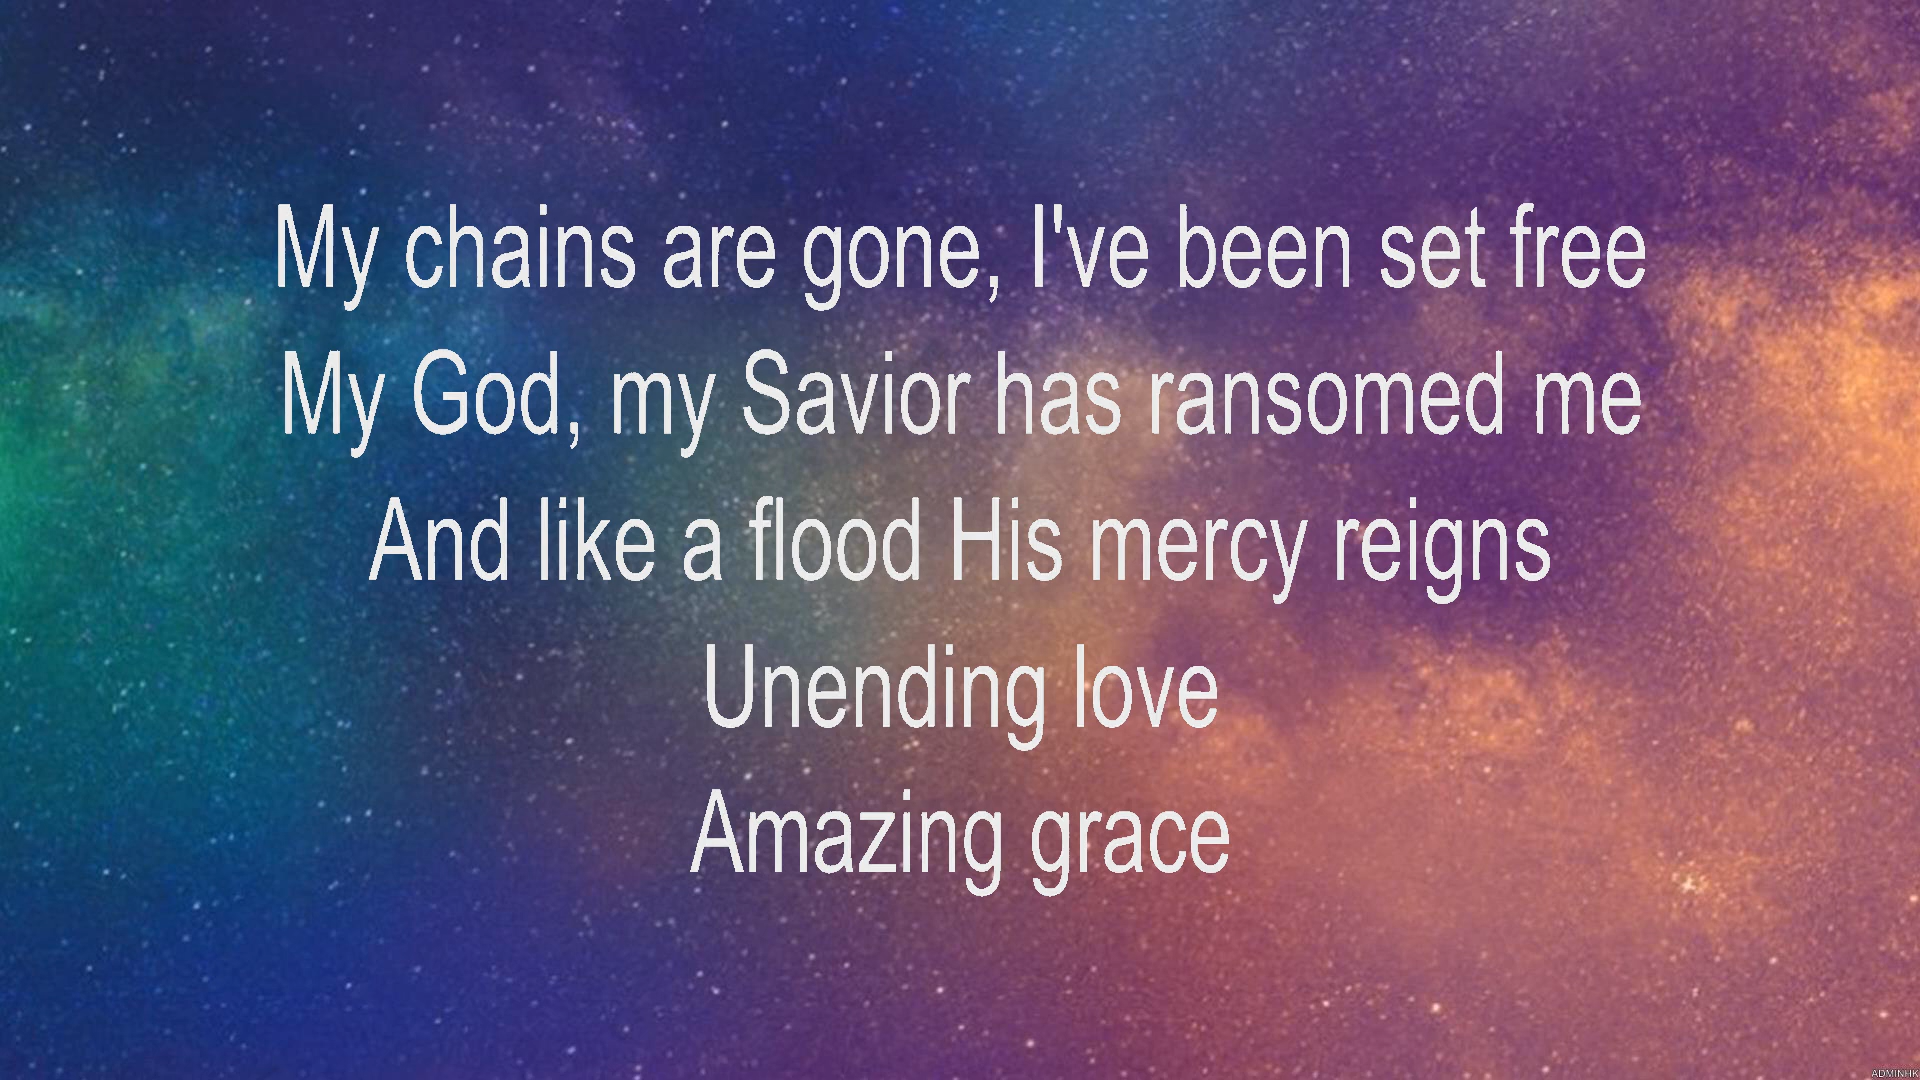 My chains are gone, I've been set free
My God, my Savior has ransomed me
And like a flood His mercy reigns
Unending love
Amazing grace
ADMINHK